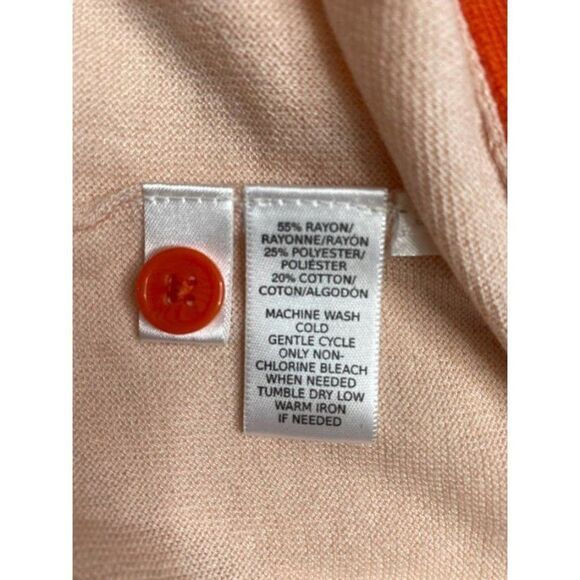 55% RAYON/
RAYONNE/RAYÓN
25% POLYESTER/
POLIÉSTER
20% COTTON/
COTON/ALGODÓN
MACHINE WASH
COLD
GENTLE CYCLE
ONLY NON-
CHLORINE BLEACH
WHEN NEEDED
TUMBLE DRY LOW
WARM IRON
IF NEEDED